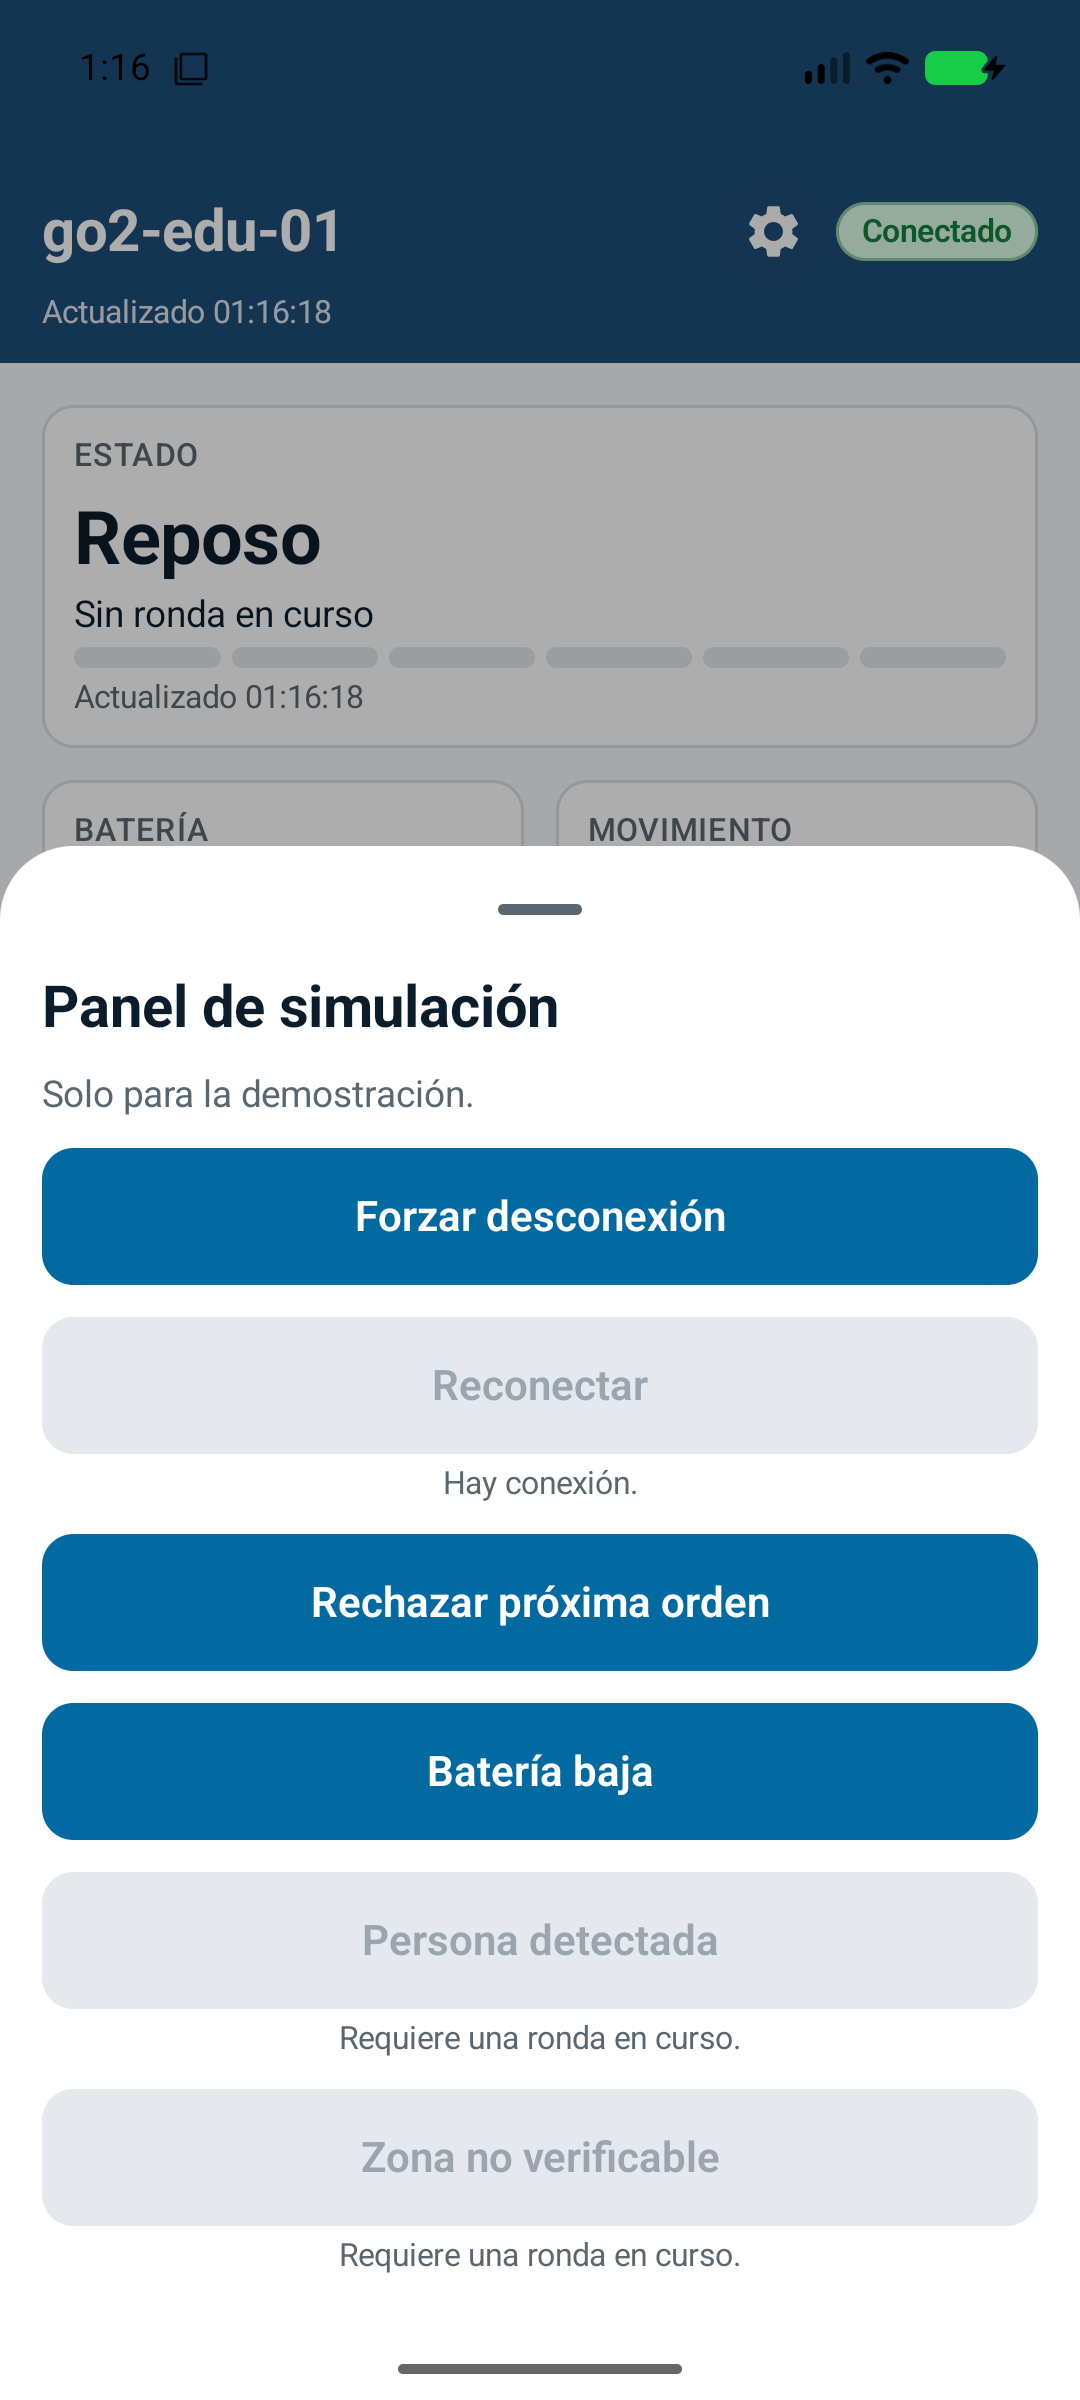 1:16
go2-edu-01
Conectado
Actualizado 01:16:18
ESTADO
Reposo
Sin ronda en curso
Actualizado 01:16:18
BATERÍA
MOVIMIENTO
Panel de simulación
Solo para la demostración.
Forzar desconexión
Reconectar
Hay conexión.
Rechazar próxima orden
Batería baja
Persona detectada
Requiere una ronda en curso.
Zona no verificable
Requiere una ronda en curso.